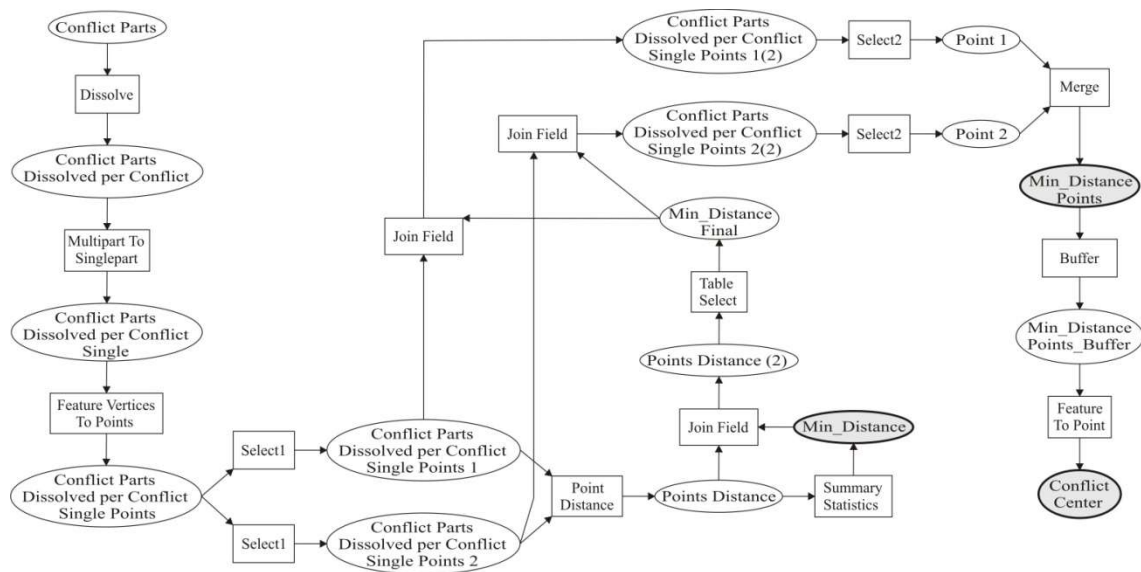 Conflict Parts
Dissolve
Conflict Parts
Dissolved per Conflict
Multipart To
Singlepart
Conflict Parts
Dissolved per Conflict
Single
Feature Vertices
To Points
Conflict Parts
Dissolved per Conflict
Single Points
Select1
Select1
Conflict Parts
Dissolved per Conflict
Single Points 1
Conflict Parts
Dissolved per Conflict
Single Points 2
Point
Distance
Points Distance
Summary
Statistics
Min_Distance
Join Field
Points Distance (2)
Table
Select
Min_Distance
Final
Join Field
Join Field
Conflict Parts
Dissolved per Conflict
Single Points 1(2)
Select2
Point 1
Conflict Parts
Dissolved per Conflict
Single Points 2(2)
Select2
Point 2
Merge
Min_Distance
Points
Buffer
Min_Distance
Points_Buffer
Feature
To Point
Conflict
Center